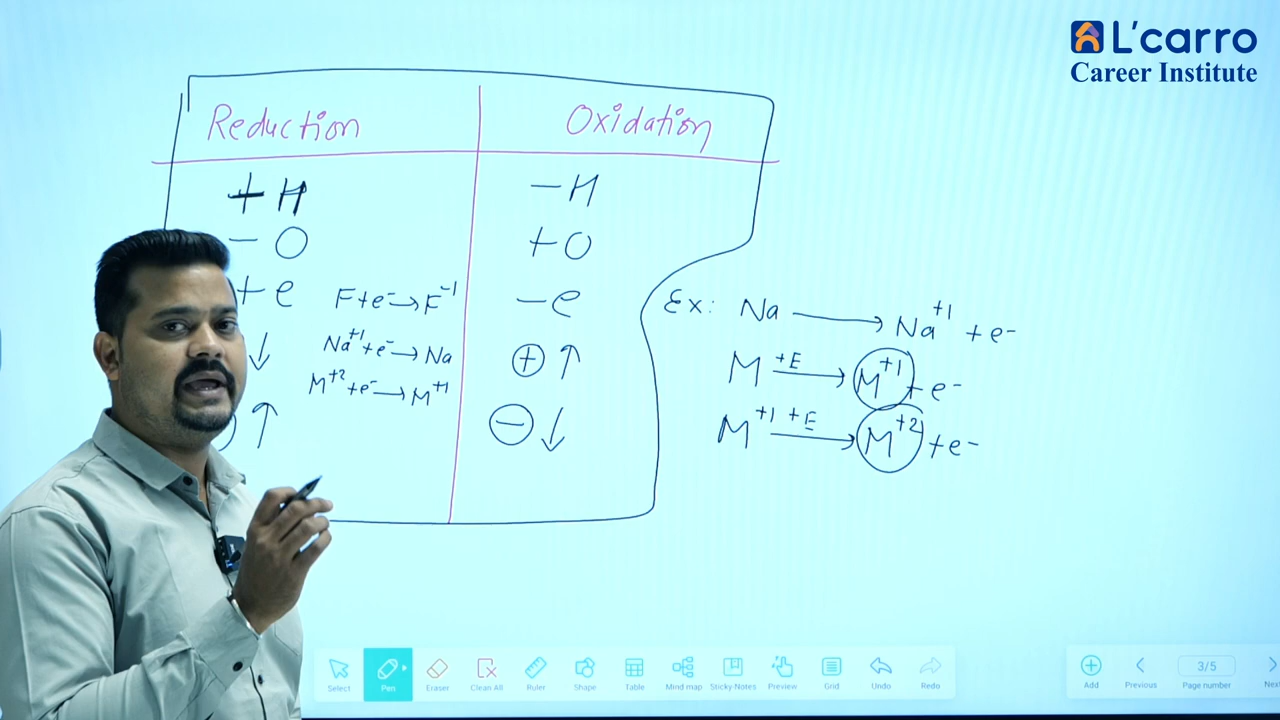 L'carro
Career Institute
Reduction
Oxidation
+ H
- H
- O
+ O
+ e
F + e⁻ → F⁻¹
- e
Ex: Na → Na⁺¹ + e⁻
↓
Na⁺¹ + e⁻ → Na
⊕ ↑
M +E → M⁺¹ + e⁻
M⁺² + e⁻ → M⁺¹
↑
⊖ ↓
M⁺¹ +E → M⁺² + e⁻
Select
Pen
Eraser
Clean All
Ruler
Shape
Table
Mind map
Sticky Notes
Preview
Grid
Undo
Redo
Add
Previous
3/5
Page number